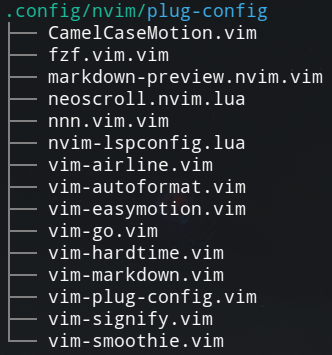 .config/nvim/plug-config
├── CamelCaseMotion.vim
├── fzf.vim.vim
├── markdown-preview.nvim.vim
├── neoscroll.nvim.lua
├── nnn.vim.vim
├── nvim-lspconfig.lua
├── vim-airline.vim
├── vim-autoformat.vim
├── vim-easymotion.vim
├── vim-go.vim
├── vim-hardtime.vim
├── vim-markdown.vim
├── vim-plug-config.vim
├── vim-signify.vim
└── vim-smoothie.vim